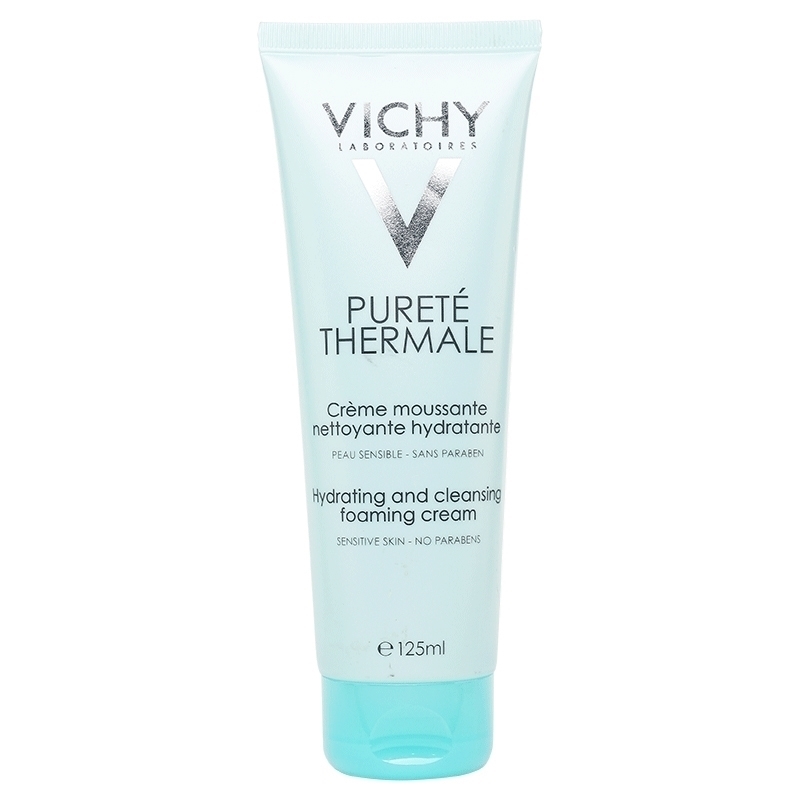 VICHY
LABORATOIRES
V
PURETÉ
THERMALE
Crème moussante
nettoyante hydratante
PEAU SENSIBLE - SANS PARABEN
Hydrating and cleansing
foaming cream
SENSITIVE SKIN - NO PARABENS
℮125ml